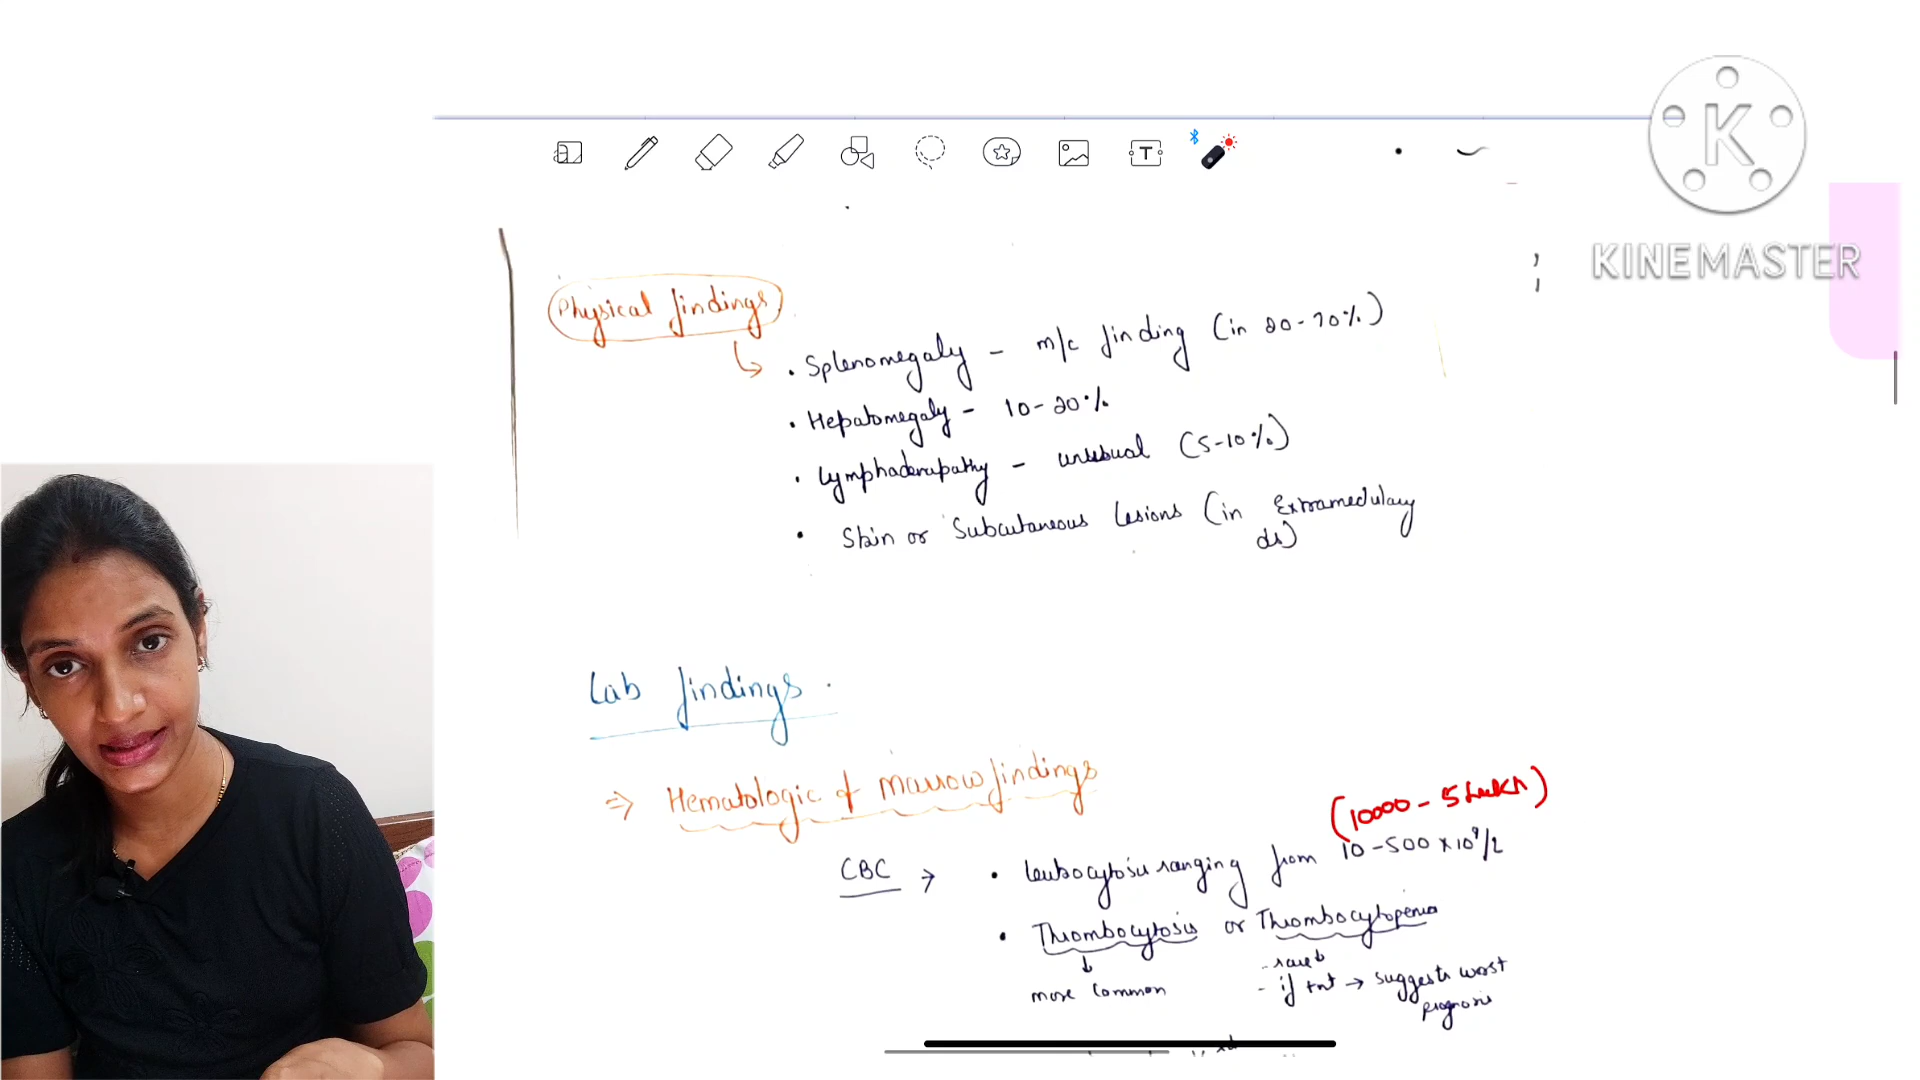 KINEMASTER
Physical findings
• Splenomegaly - m/c finding (in 20-70%)
• Hepatomegaly - 10-20%
• Lymphadenopathy - unusual (5-10%)
• Skin or Subcutaneous lesions (in Extramedullary
ds)
Lab findings
⇒ Hematologic & Marrow findings
(10000 - 5 Lakh)
CBC → • leukocytosis ranging from 10-500 x 10⁹/L
• Thrombocytosis or Thrombocytopenia
↓
more common
- rare
- if +nt → suggests worst
prognosis